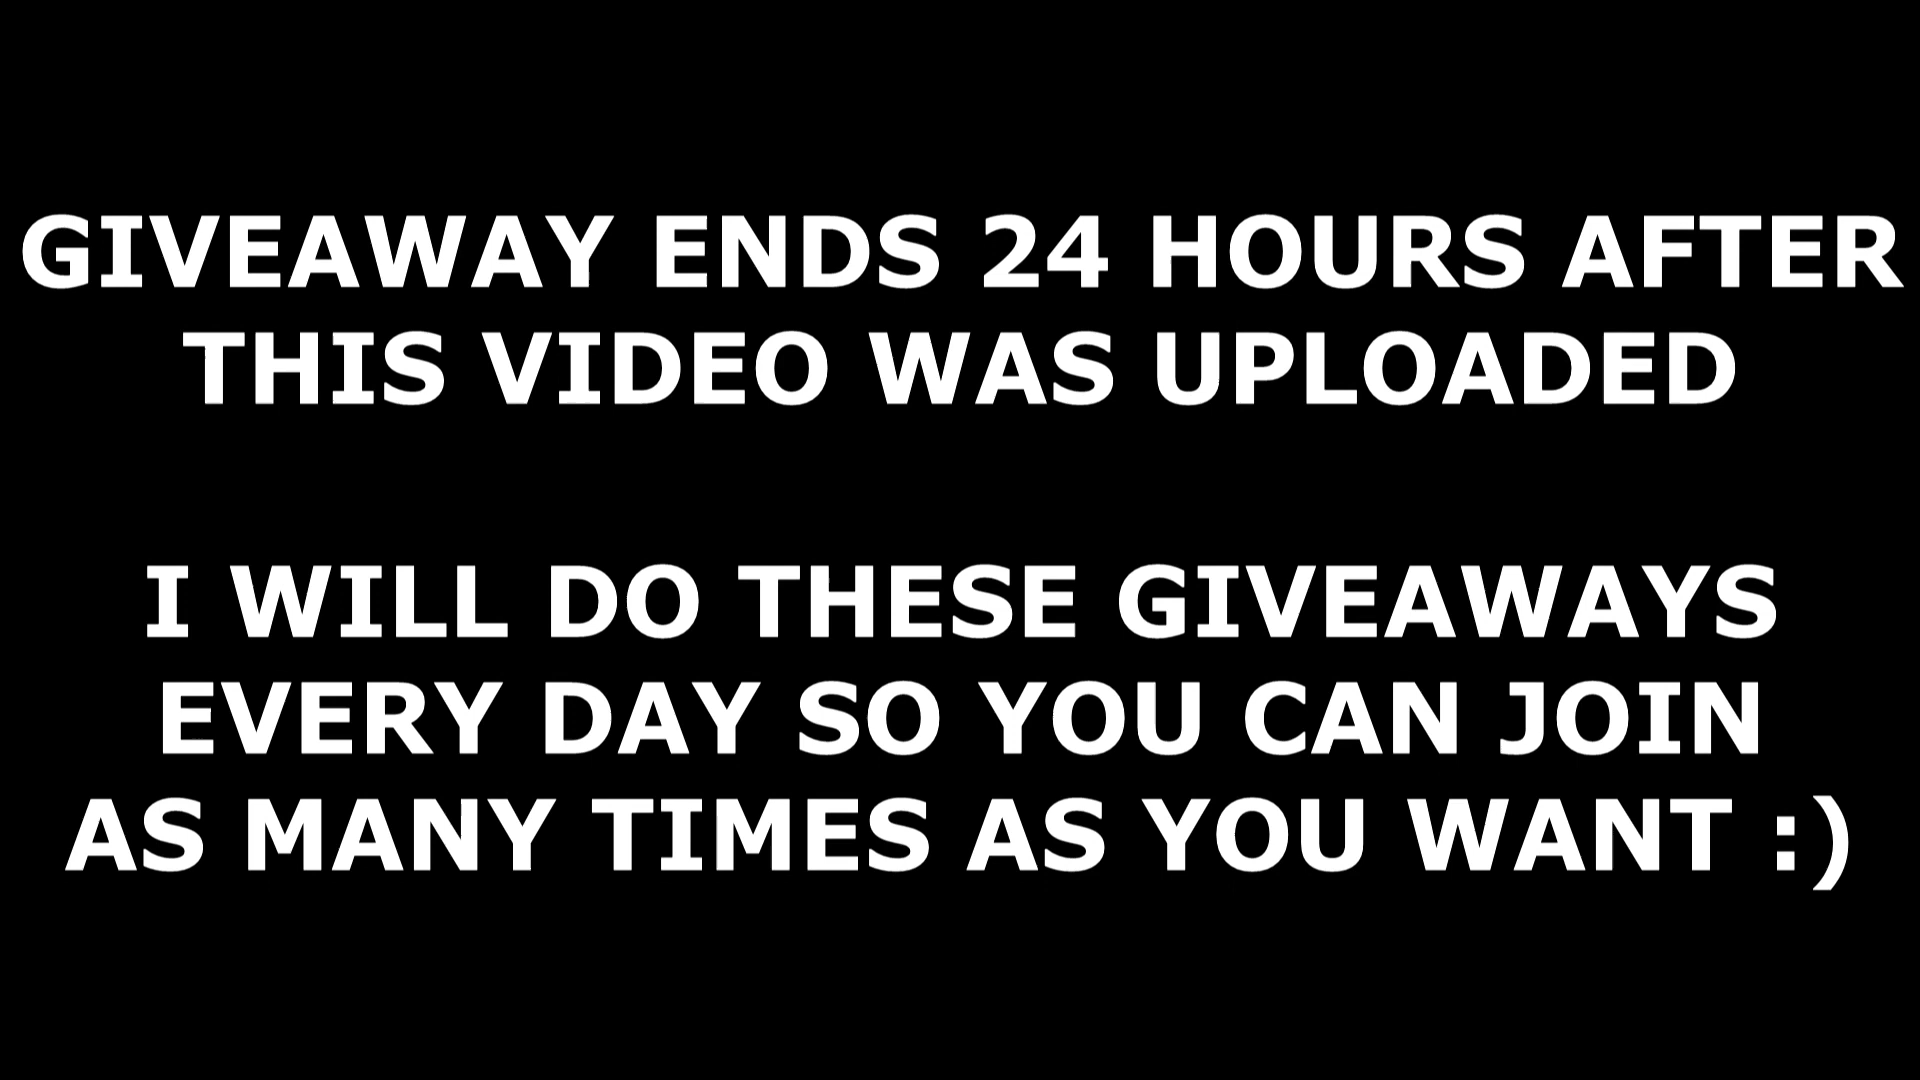 GIVEAWAY ENDS 24 HOURS AFTER
THIS VIDEO WAS UPLOADED
I WILL DO THESE GIVEAWAYS
EVERY DAY SO YOU CAN JOIN
AS MANY TIMES AS YOU WANT :)